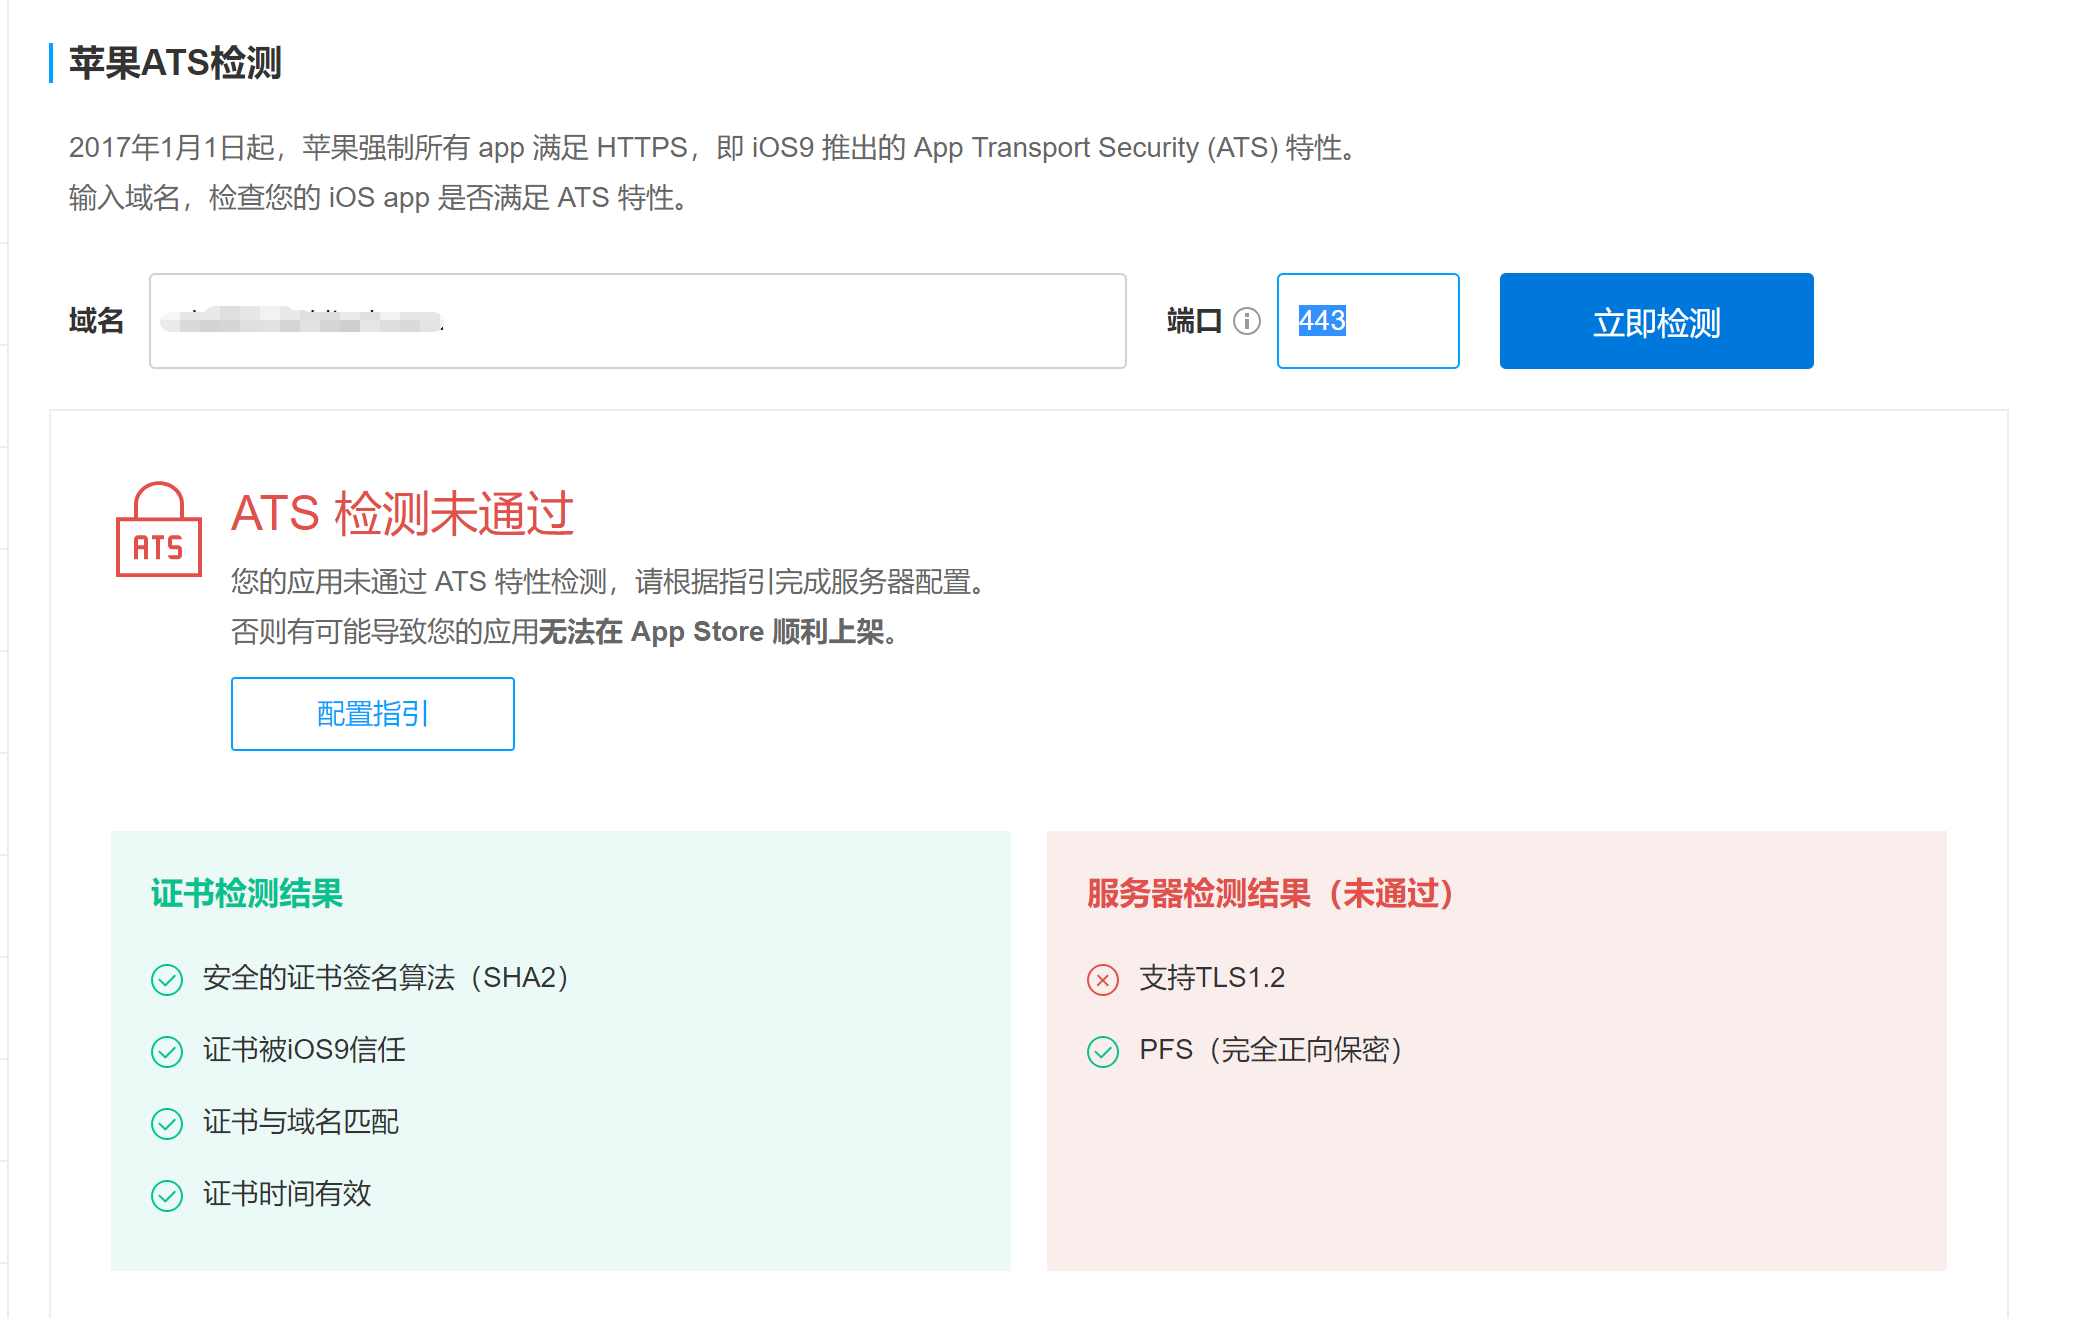 苹果ATS检测
2017年1月1日起，苹果强制所有 app 满足 HTTPS，即 iOS9 推出的 App Transport Security (ATS) 特性。
输入域名，检查您的 iOS app 是否满足 ATS 特性。
域名
端口
443
立即检测
ATS
ATS 检测未通过
您的应用未通过 ATS 特性检测，请根据指引完成服务器配置。
否则有可能导致您的应用无法在 App Store 顺利上架。
配置指引
证书检测结果
安全的证书签名算法（SHA2）
证书被iOS9信任
证书与域名匹配
证书时间有效
服务器检测结果（未通过）
支持TLS1.2
PFS（完全正向保密）